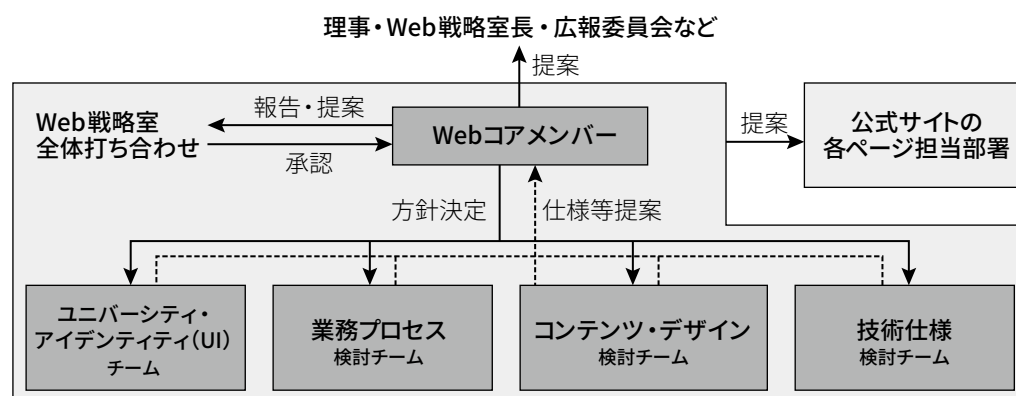 理事・Web戦略室長・広報委員会など
提案
Web戦略室
全体打ち合わせ
報告・提案
承認
Webコアメンバー
提案
公式サイトの
各ページ担当部署
方針決定
仕様等提案
ユニバーシティ・
アイデンティティ(UI)
チーム
業務プロセス
検討チーム
コンテンツ・デザイン
検討チーム
技術仕様
検討チーム